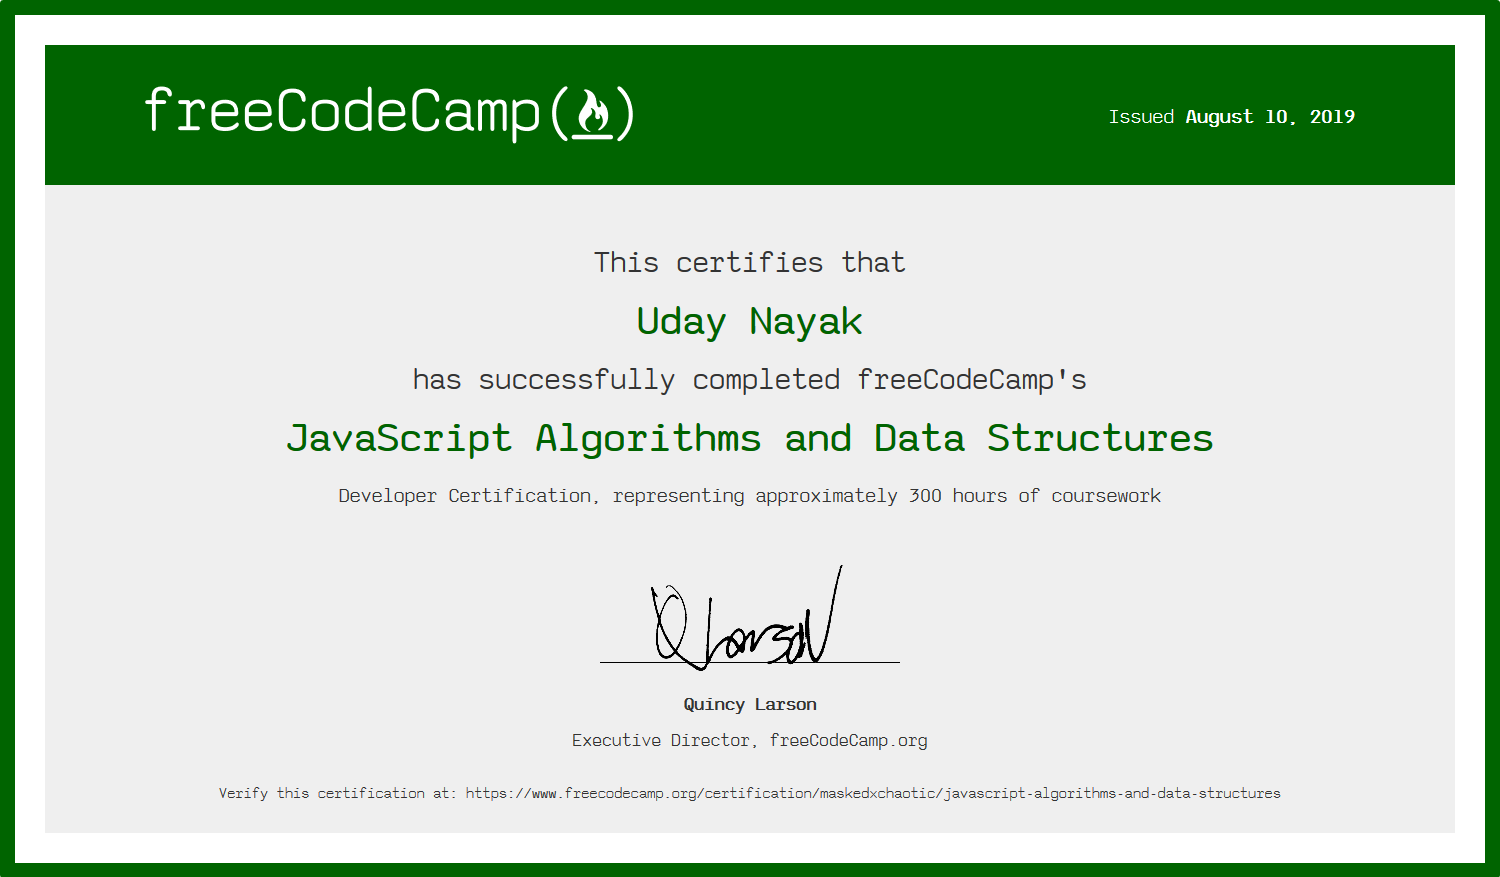 freeCodeCamp(🔥)
Issued August 10, 2019
This certifies that
Uday Nayak
has successfully completed freeCodeCamp's
JavaScript Algorithms and Data Structures
Developer Certification, representing approximately 300 hours of coursework
Q Larson
Quincy Larson
Executive Director, freeCodeCamp.org
Verify this certification at: https://www.freecodecamp.org/certification/maskedxchaotic/javascript-algorithms-and-data-structures